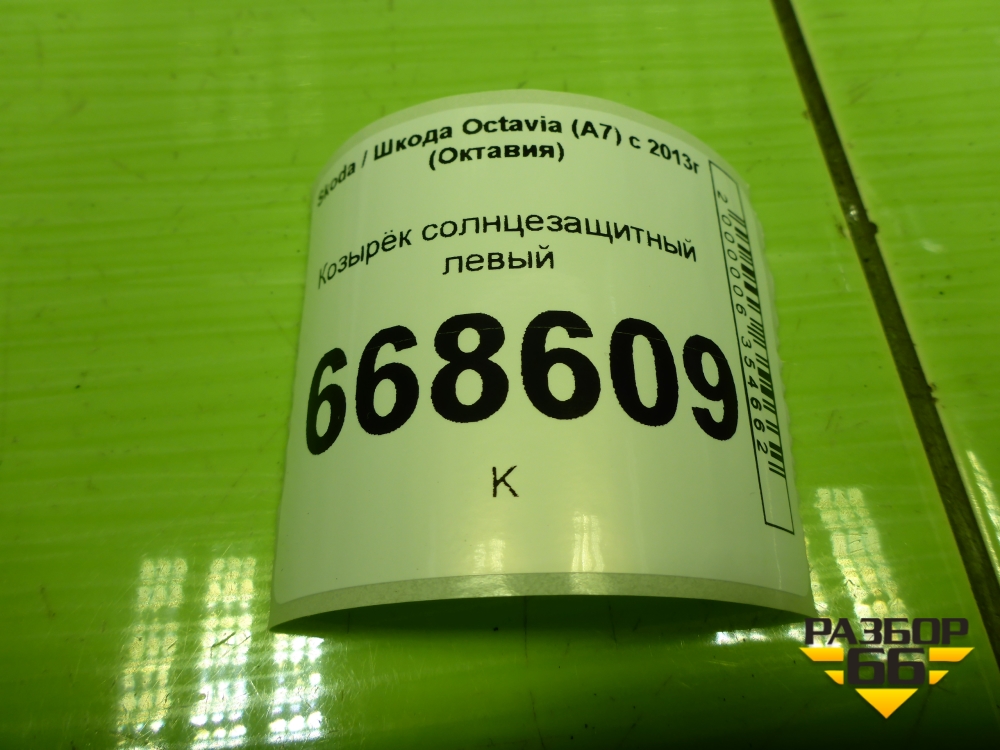 Skoda / Шкода Octavia (A7) с 2013г
(Октавия)
Козырёк солнцезащитный
левый
668609
К
2000006354662
РАЗБОР
66